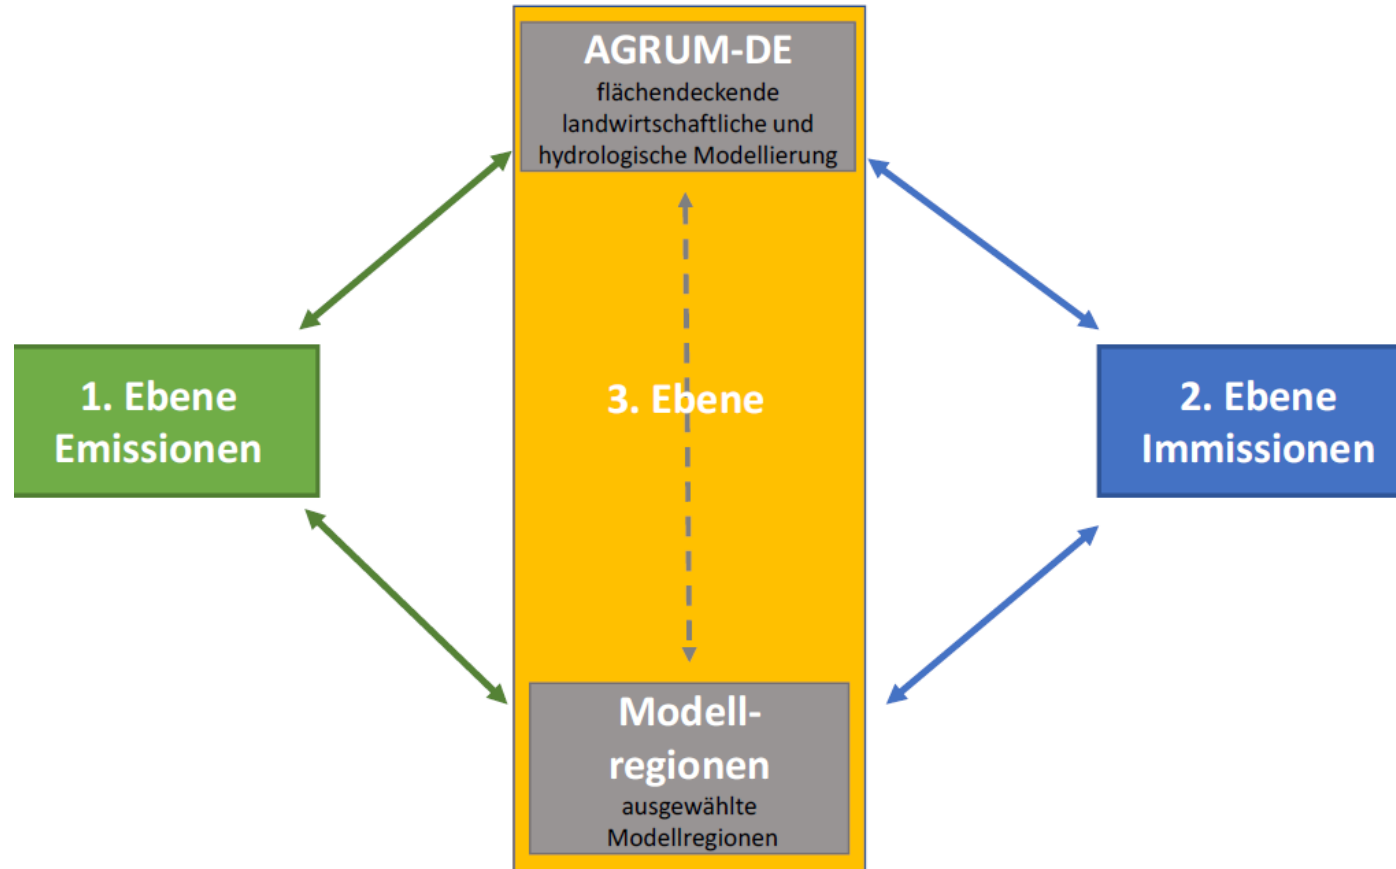 AGRUM-DE
flächendeckende
landwirtschaftliche und
hydrologische Modellierung
1. Ebene
Emissionen
3. Ebene
2. Ebene
Immissionen
Modell-
regionen
ausgewählte
Modellregionen